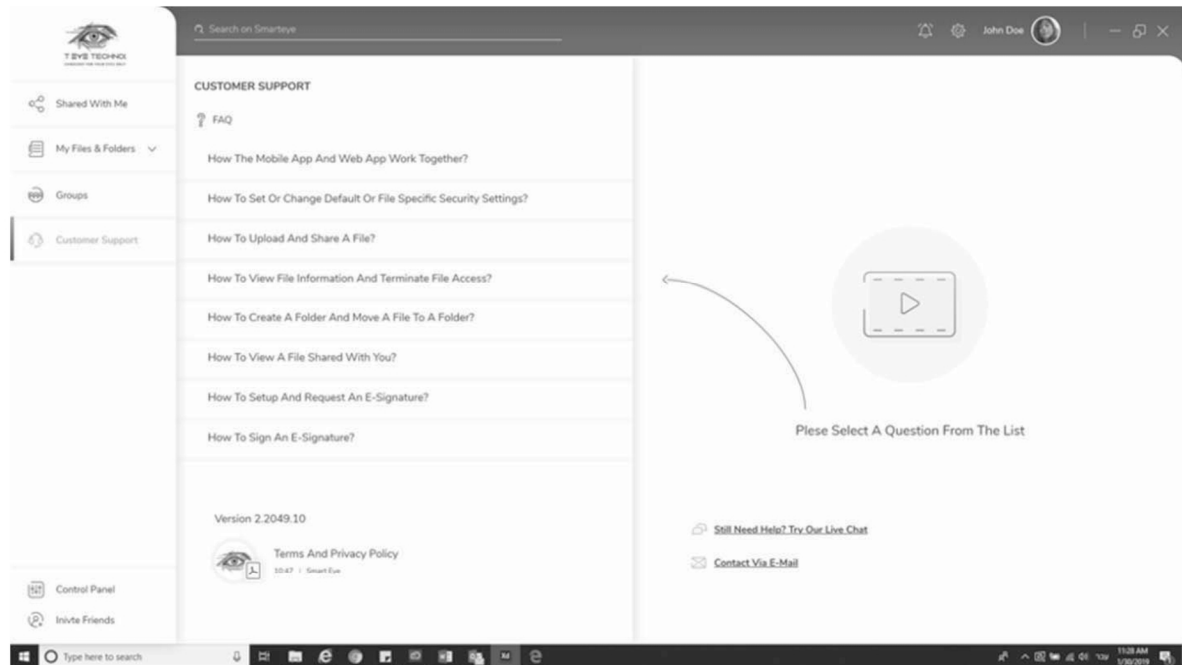 Search on Smarteye
John Doe
T EYE TECHNOL
Shared With Me
My Files & Folders
Groups
Customer Support
Control Panel
Inivte Friends
CUSTOMER SUPPORT
FAQ
How The Mobile App And Web App Work Together?
How To Set Or Change Default Or File Specific Security Settings?
How To Upload And Share A File?
How To View File Information And Terminate File Access?
How To Create A Folder And Move A File To A Folder?
How To View A File Shared With You?
How To Setup And Request An E-Signature?
How To Sign An E-Signature?
Version 2.2049.10
Terms And Privacy Policy
10:47 | Smart Eye
Plese Select A Question From The List
Still Need Help? Try Our Live Chat
Contact Via E-Mail
Type here to search
עבר
11:28 AM
1/30/2019